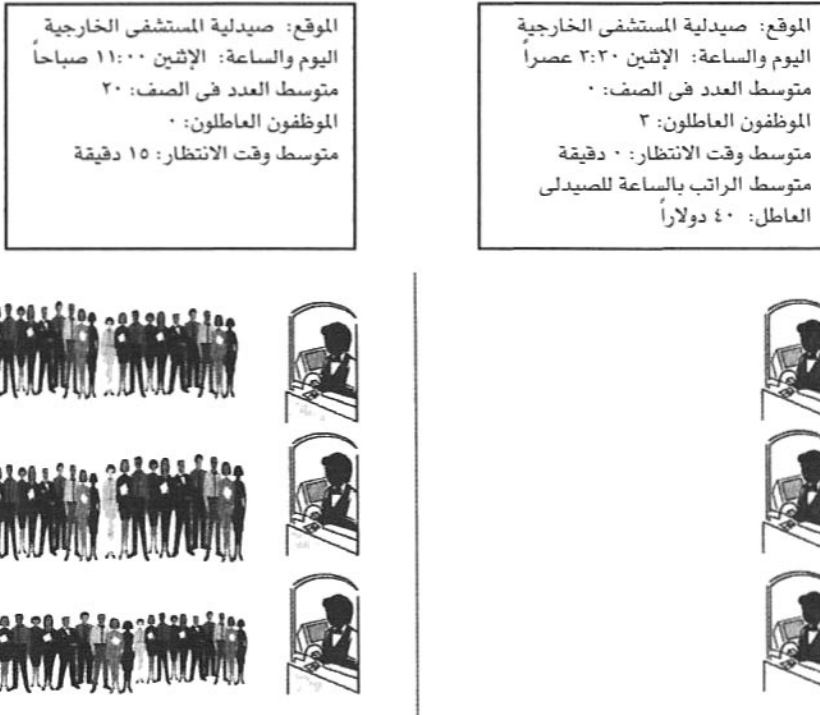 الموقع: صيدلية المستشفى الخارجية
اليوم والساعة: الإثنين ٣:٣٠ عصراً
متوسط العدد فى الصف: ٠
الموظفون العاطلون: ٣
متوسط وقت الانتظار: ٠ دقيقة
متوسط الراتب بالساعة للصيدلى
العاطل: ٤٠ دولاراً
الموقع: صيدلية المستشفى الخارجية
اليوم والساعة: الإثنين ١١:٠٠ صباحاً
متوسط العدد فى الصف: ٢٠
الموظفون العاطلون: ٠
متوسط وقت الانتظار: ١٥ دقيقة